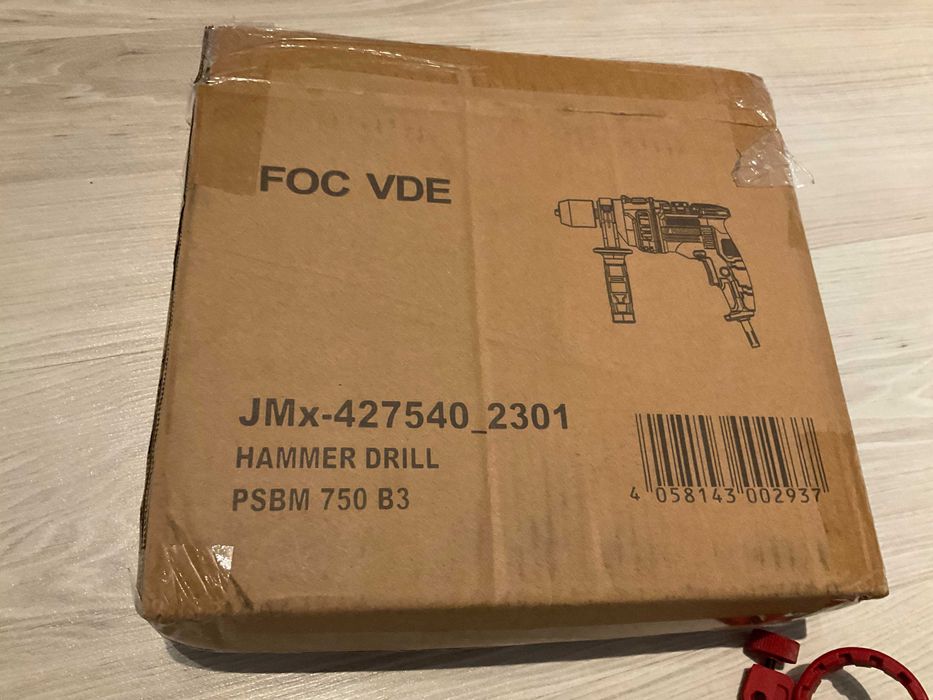 FOC VDE
JMx-427540_2301
HAMMER DRILL
PSBM 750 B3
4 058143 002937